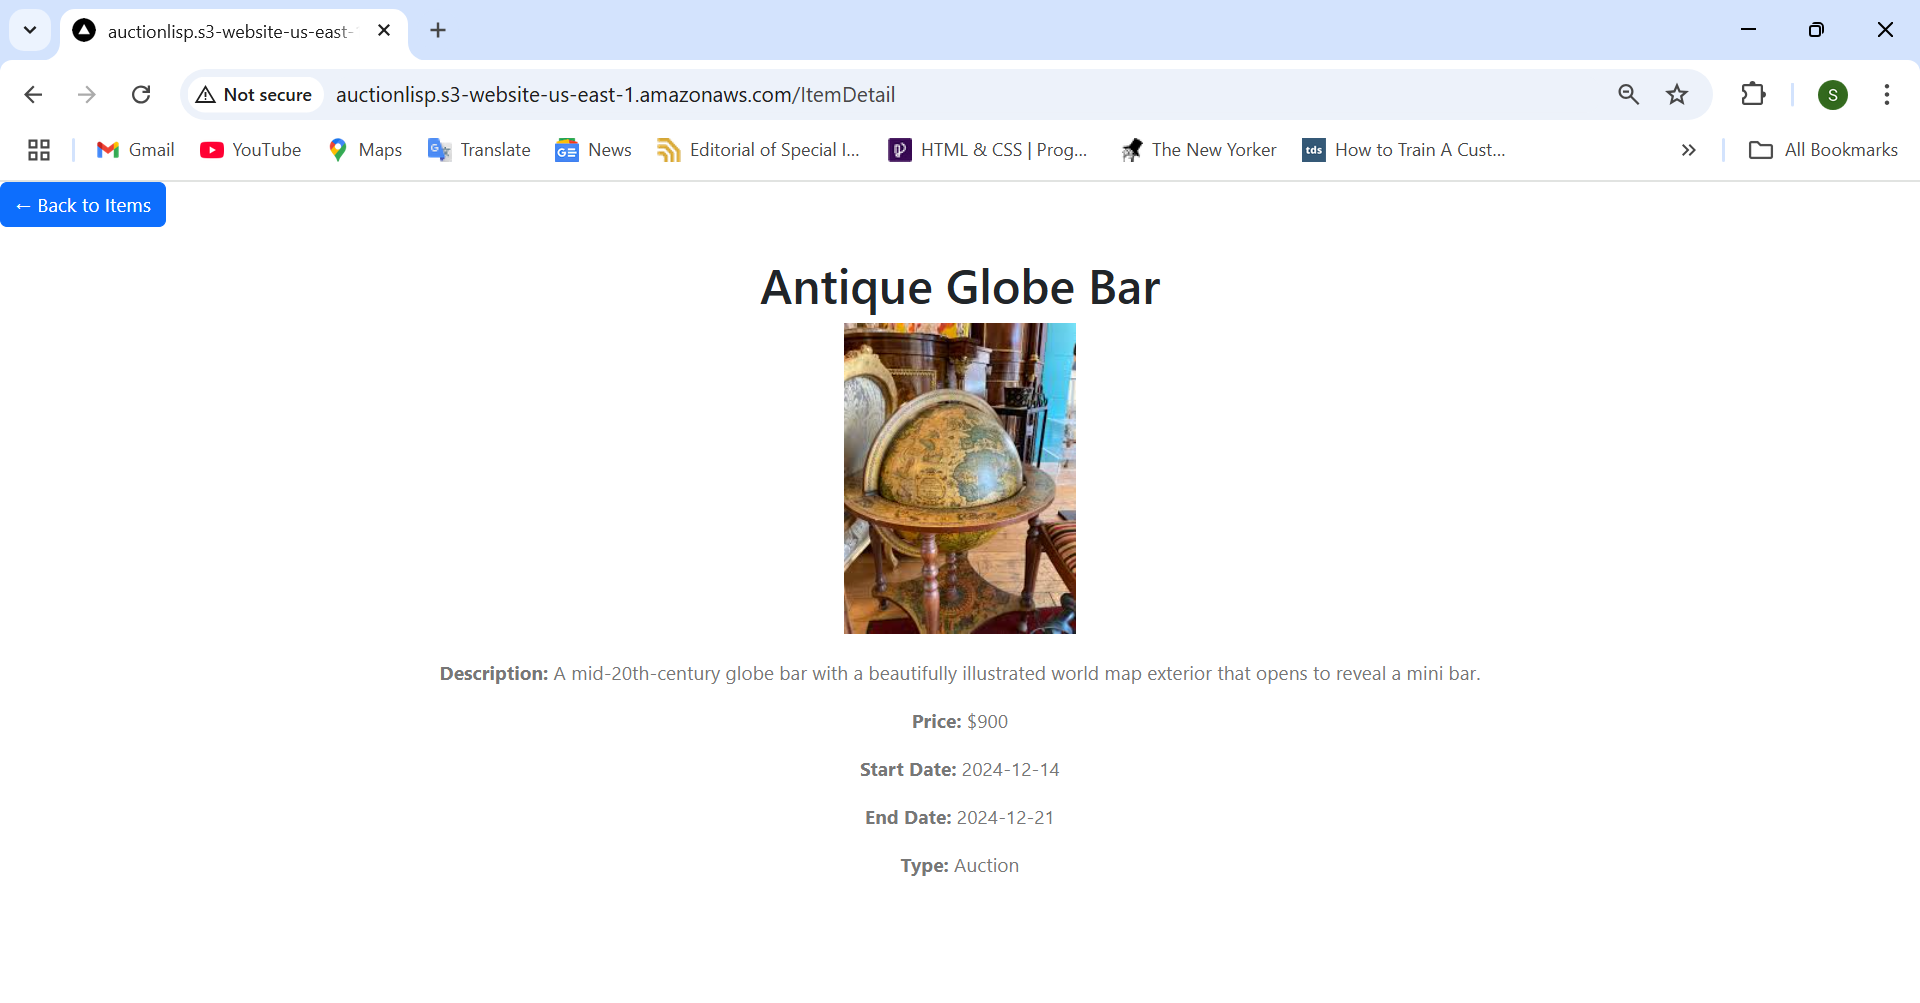 auctionlisp.s3-website-us-east-
Not secure
auctionlisp.s3-website-us-east-1.amazonaws.com/ItemDetail
S
Gmail
YouTube
Maps
Translate
News
Editorial of Special I...
HTML & CSS | Prog...
The New Yorker
tds
How to Train A Cust...
All Bookmarks
← Back to Items
Antique Globe Bar
Description: A mid-20th-century globe bar with a beautifully illustrated world map exterior that opens to reveal a mini bar.
Price: $900
Start Date: 2024-12-14
End Date: 2024-12-21
Type: Auction